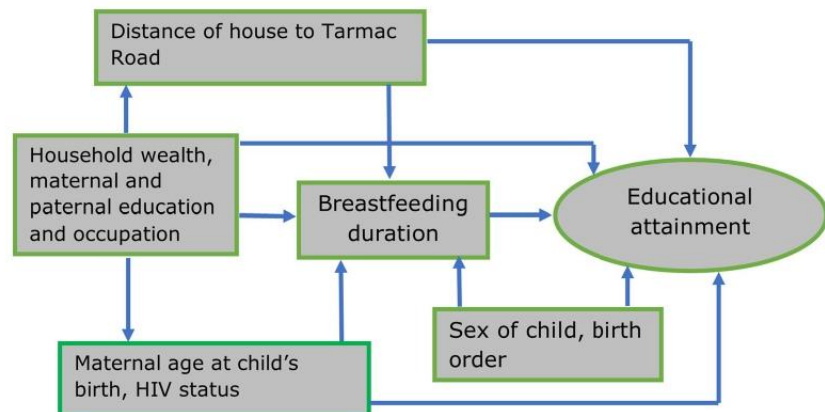 Distance of house to Tarmac
Road
Household wealth,
maternal and
paternal education
and occupation
Breastfeeding
duration
Educational
attainment
Sex of child, birth
order
Maternal age at child’s
birth, HIV status